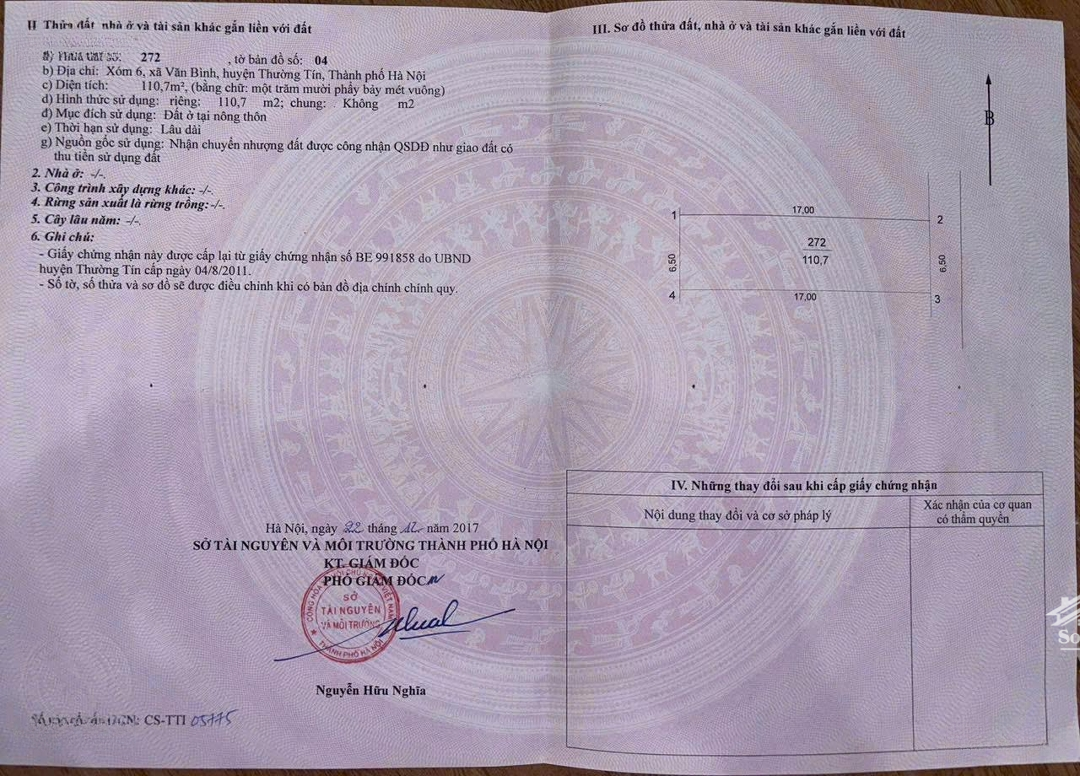 II Thửa đất, nhà ở và tài sản khác gắn liền với đất
272 , tờ bản đồ số: 04
b) Địa chỉ: Xóm 6, xã Văn Bình, huyện Thường Tín, Thành phố Hà Nội
c) Diện tích: 110,7m², (bằng chữ: một trăm mười phẩy bảy mét vuông)
d) Hình thức sử dụng: riêng: 110,7 m2; chung: Không m2
đ) Mục đích sử dụng: Đất ở tại nông thôn
e) Thời hạn sử dụng: Lâu dài
g) Nguồn gốc sử dụng: Nhận chuyển nhượng đất được công nhận QSDĐ như giao đất có
thu tiền sử dụng đất
2. Nhà ở: -/-.
3. Công trình xây dựng khác: -/-.
4. Rừng sản xuất là rừng trồng: -/-.
5. Cây lâu năm: -/-.
6. Ghi chú:
- Giấy chứng nhận này được cấp lại từ giấy chứng nhận số BE 991858 do UBND
huyện Thường Tín cấp ngày 04/8/2011.
- Số tờ, số thửa và sơ đồ sẽ được điều chỉnh khi có bản đồ địa chính chính quy.
Hà Nội, ngày 22 tháng 12 năm 2017
SỞ TÀI NGUYÊN VÀ MÔI TRƯỜNG THÀNH PHỐ HÀ NỘI
KT. GIÁM ĐỐC
PHÓ GIÁM ĐỐC
SỞ
TÀI NGUYÊN
VÀ MÔI TRƯỜNG
THÀNH PHỐ HÀ NỘI
Nguyễn Hữu Nghĩa
CS-TTI 05775
III. Sơ đồ thửa đất, nhà ở và tài sản khác gắn liền với đất
B
1
17,00
2
6,50
272
110,7
6,50
4
17,00
3
IV. Những thay đổi sau khi cấp giấy chứng nhận
Nội dung thay đổi và cơ sở pháp lý
Xác nhận của cơ quan
có thẩm quyền